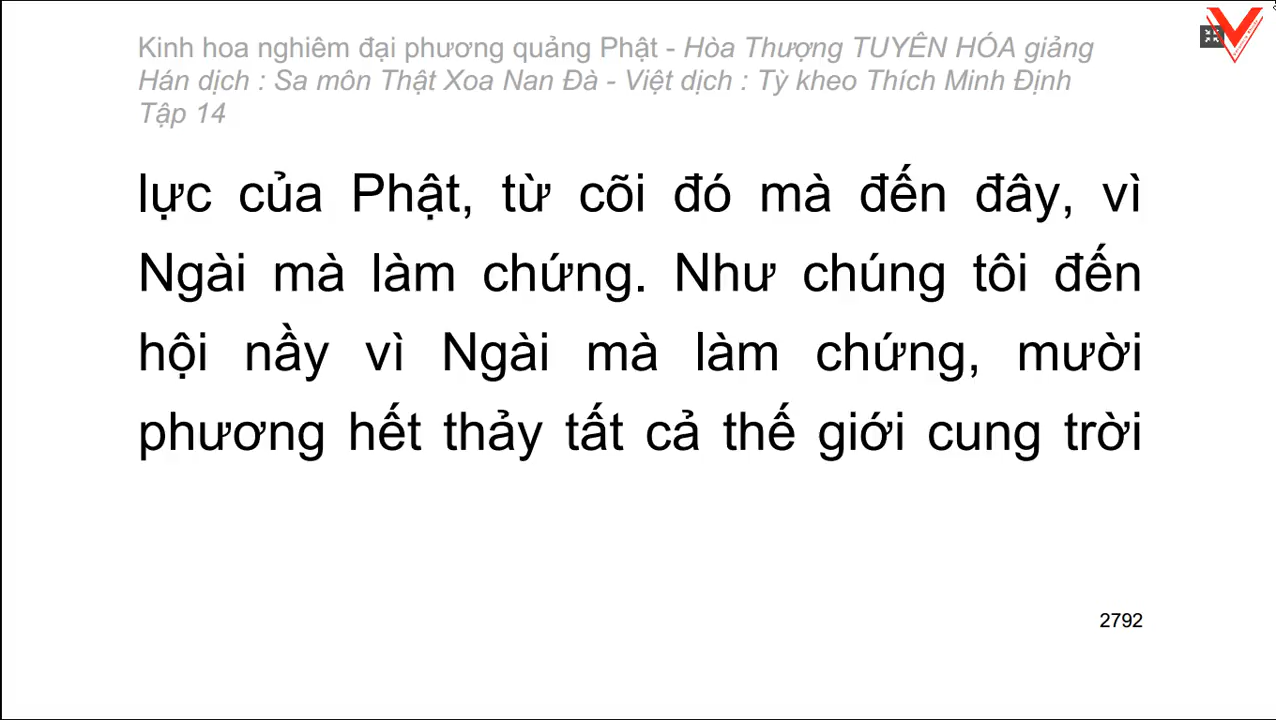 Kinh hoa nghiêm đại phương quảng Phật - Hòa Thượng TUYÊN HÓA giảng
Hán dịch : Sa môn Thật Xoa Nan Đà - Việt dịch : Tỳ kheo Thích Minh Định
Tập 14
lực của Phật, từ cõi đó mà đến đây, vì
Ngài mà làm chứng. Như chúng tôi đến
hội nầy vì Ngài mà làm chứng, mười
phương hết thảy tất cả thế giới cung trời
2792